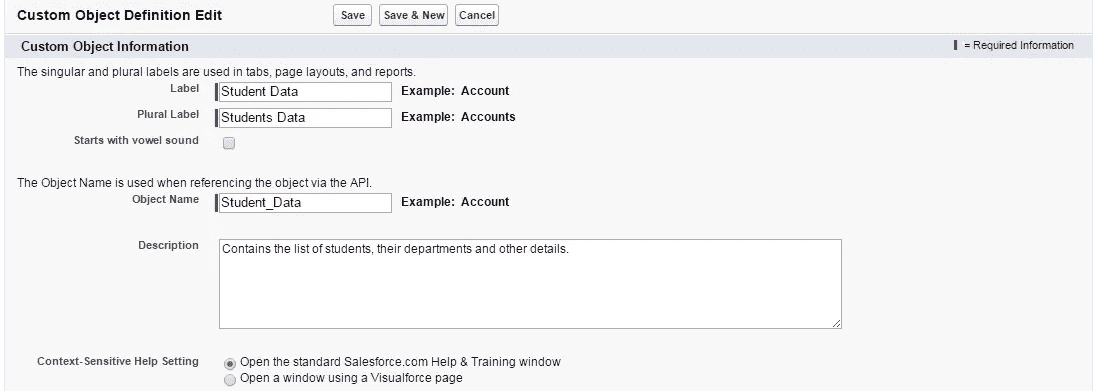 Custom Object Definition Edit Save Save & New Cancel
Custom Object Information = Required Information
The singular and plural labels are used in tabs, page layouts, and reports.
Label Student Data Example: Account
Plural Label Students Data Example: Accounts
Starts with vowel sound
The Object Name is used when referencing the object via the API.
Object Name Student_Data Example: Account
Description Contains the list of students, their departments and other details.
Context-Sensitive Help Setting Open the standard Salesforce.com Help & Training window
Open a window using a Visualforce page